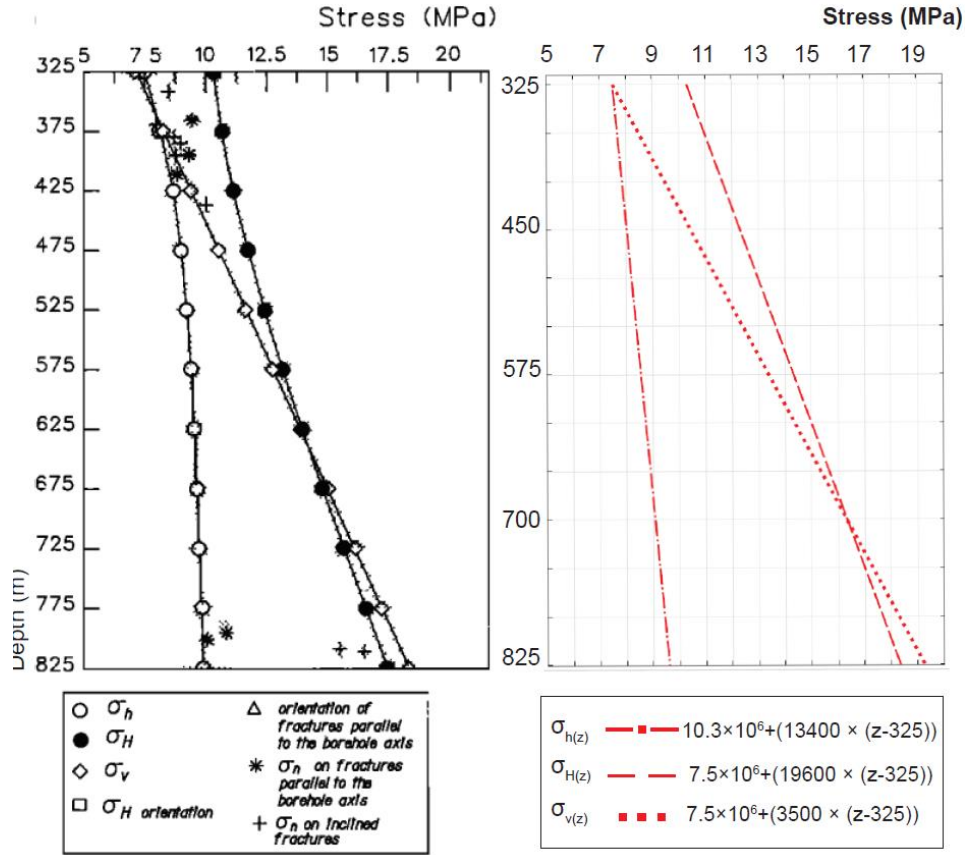 Stress (MPa)
5 7.5 10 12.5 15 17.5 20
325
375
425
475
525
575
625
675
725
775
825
Depth (m)
σh
σH
σv
σH orientation
orientation of
fractures parallel
to the borehole axis
σn on fractures
parallel to the
borehole axis
σn on inclined
fractures
Stress (MPa)
5 7 9 11 13 15 17 19
325
450
575
700
825
σh(z) 10.3×10⁶+(13400 × (z-325))
σH(z) 7.5×10⁶+(19600 × (z-325))
σv(z) 7.5×10⁶+(3500 × (z-325))